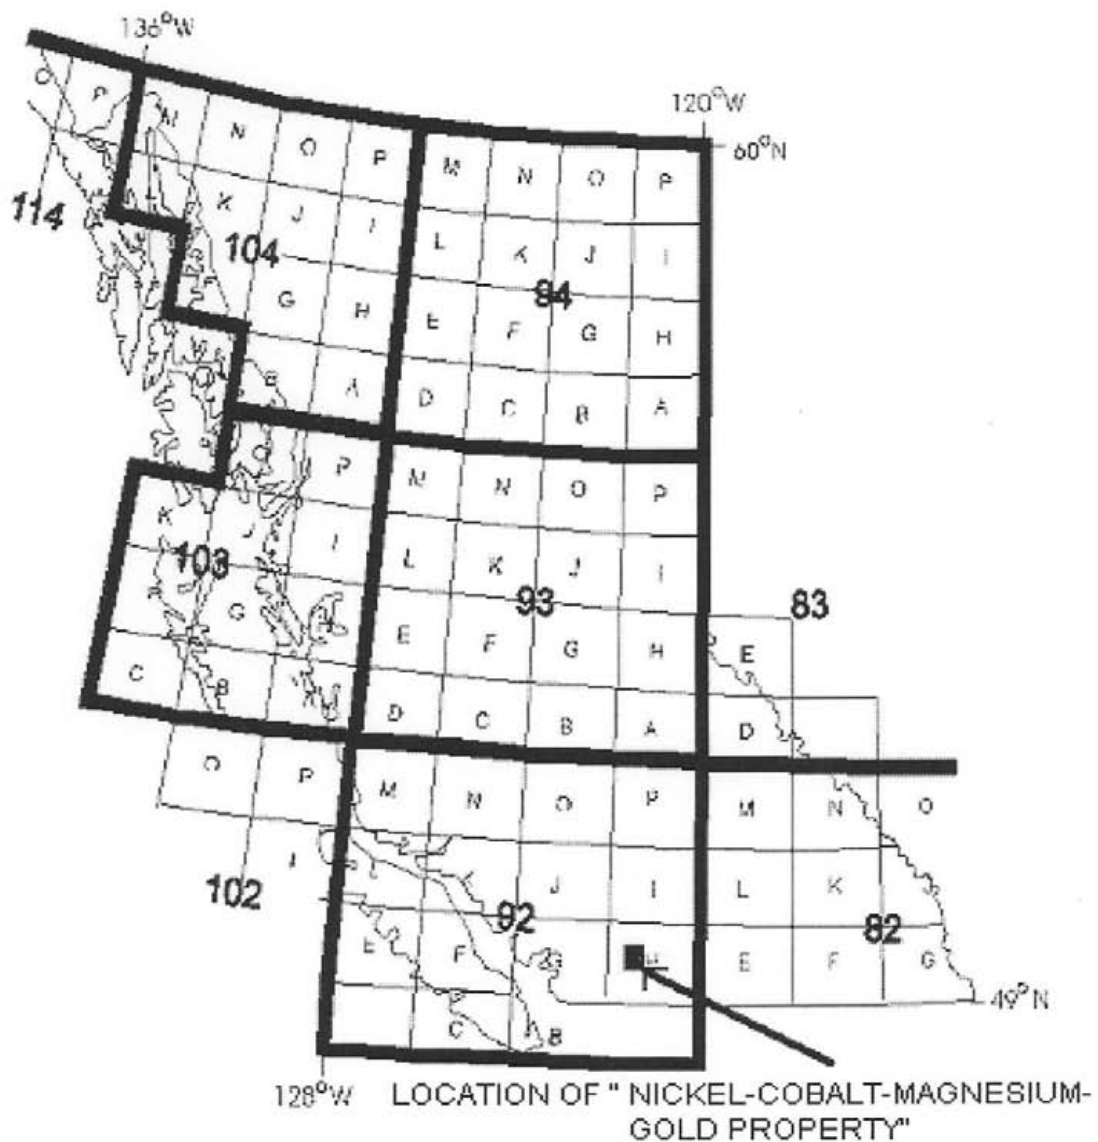 136°W
120°W
60°N
O P M N O P M N O P
114
K J I L K J I
104
94
G H E F G H
B A D C B A
O P M N O P
K J I L K J I
103
93
83
G E F G H E
C B A D C B A D
O P M N O P M N O
I J I L K
102
92
82
E F G H E F G
C B
49°N
128°W
LOCATION OF " NICKEL-COBALT-MAGNESIUM-
GOLD PROPERTY"